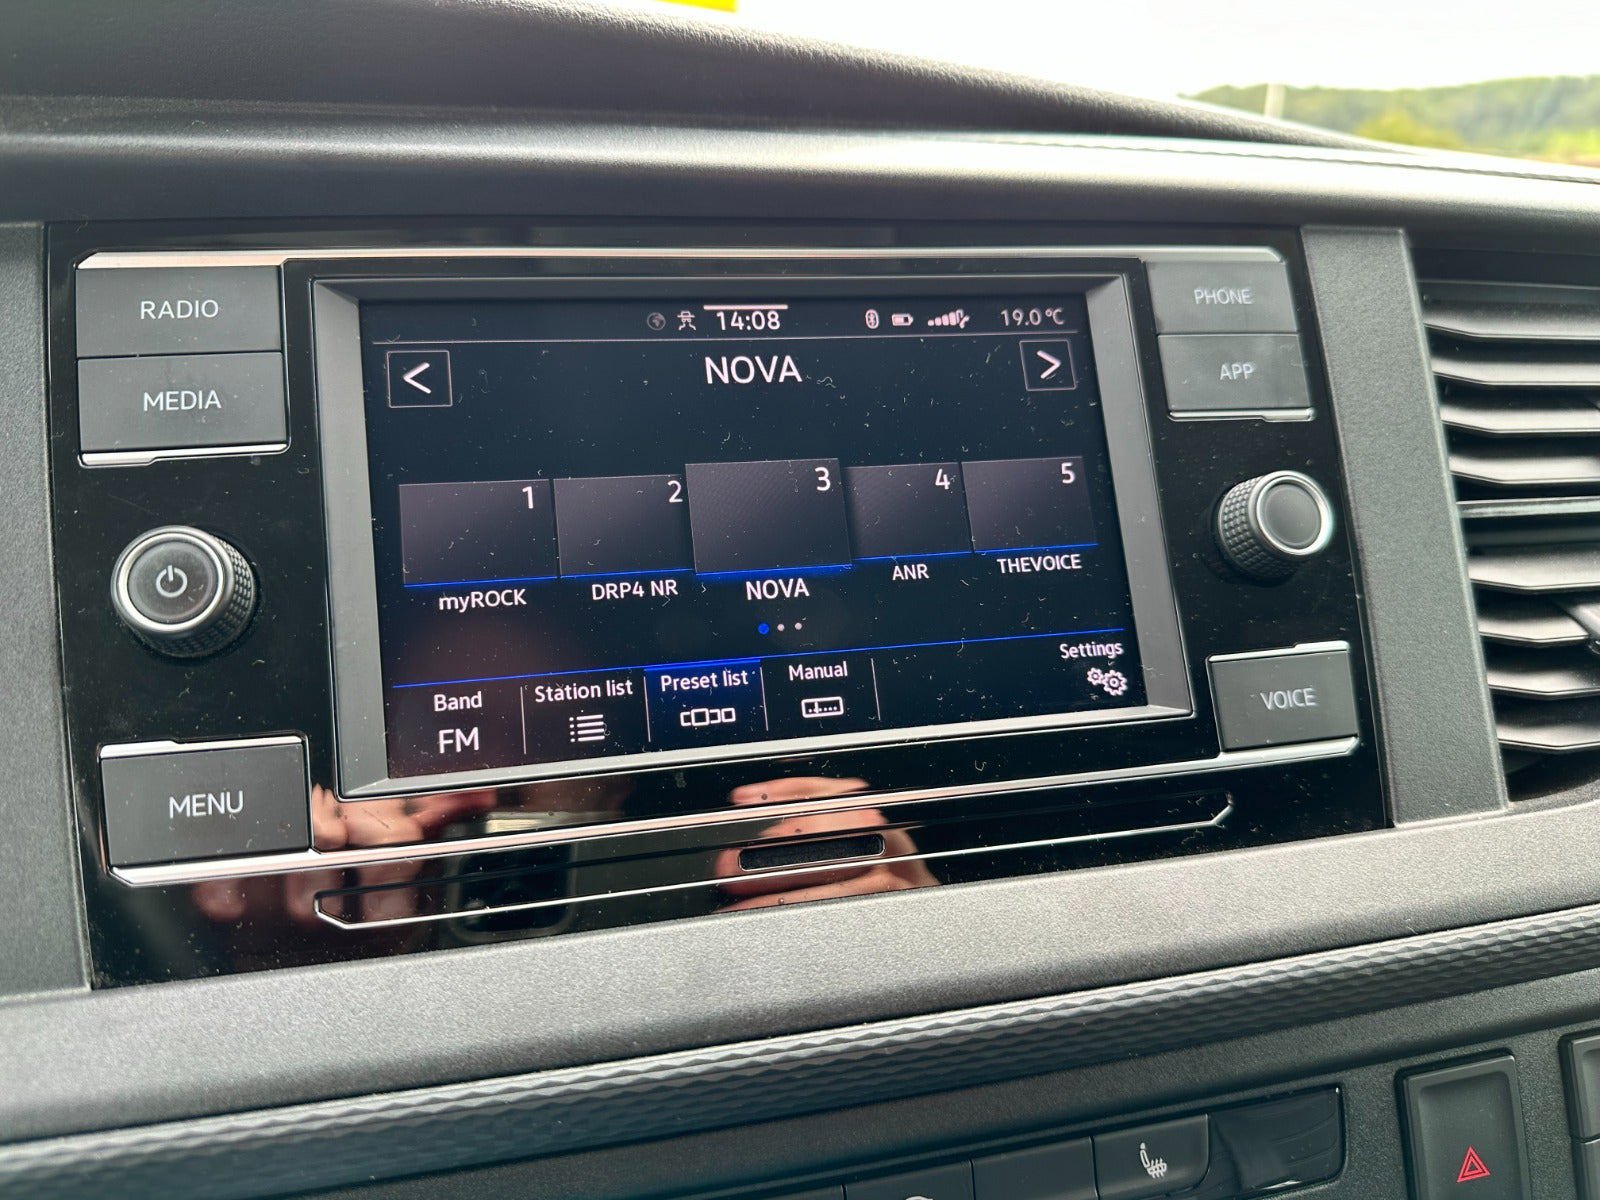 RADIO
MEDIA
MENU
14:08
19.0°C
<
NOVA
>
1
2
3
4
5
myROCK
DRP4 NR
NOVA
ANR
THEVOICE
Band
FM
Station list
Preset list
Manual
Settings
PHONE
APP
VOICE